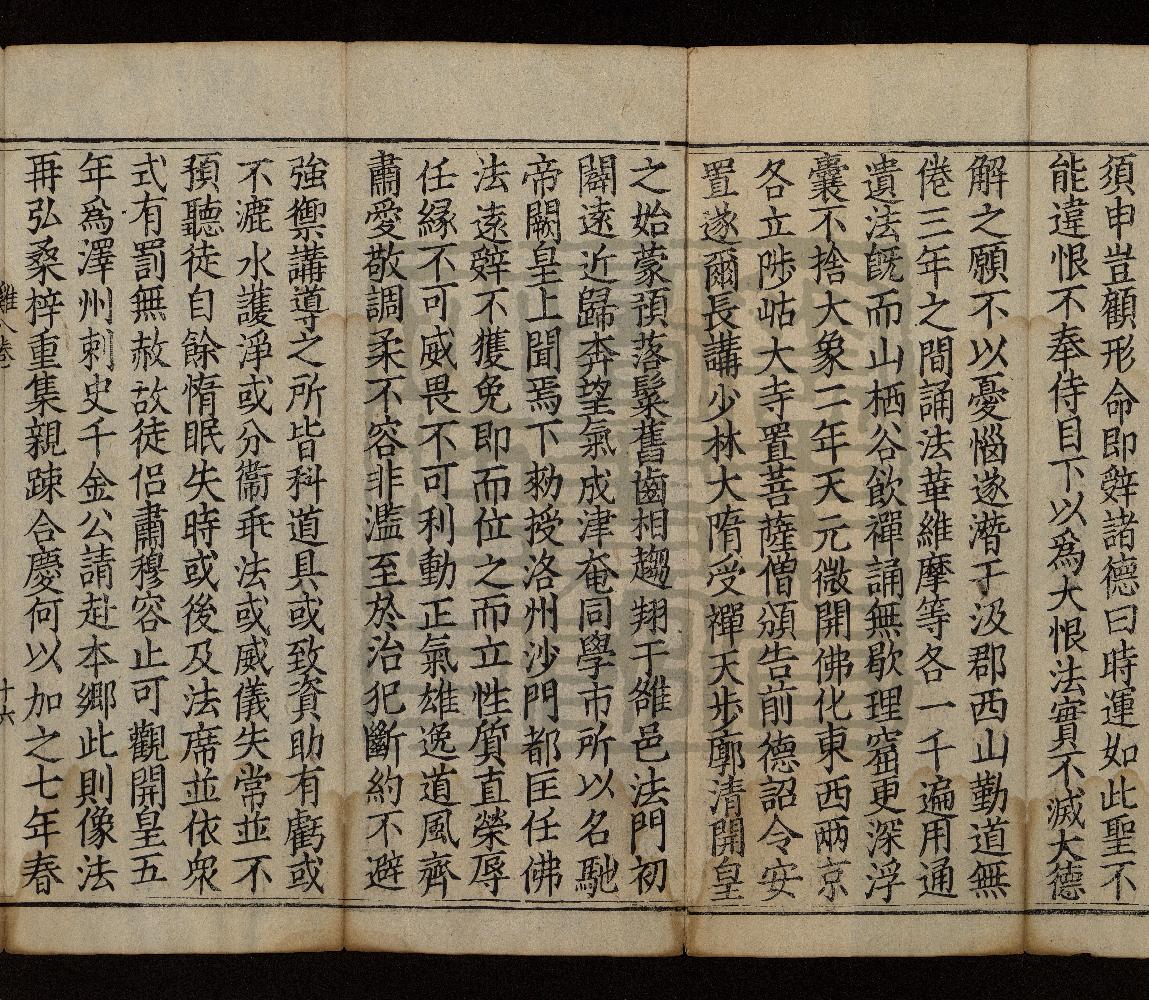 須申豈顧形命即辤諸德曰時運如此聖不
能違恨不奉侍目下以為大恨法實不滅大德
解之願不以憂惱遂潛于汲郡西山勤道無
倦三年之間誦法華維摩等各一千遍用通
遺法旣而山栖谷飲禪誦無歇理窟更深浮
囊不捨大象二年天元微開佛化東西兩京
各立陟岵大寺置菩薩僧頒告前德詔令安
置遂爾長講少林大隋受禪天步廓清開皇
之始蒙預落髮舊齒相趨翔于雒邑法門初
闢遠近歸奔望氣成津奄同學市所以名馳
帝闕皇上聞焉下勑授洛州沙門都匡任佛
法遠辤不獲免即而位之而立性質直榮辱
任緣不可威畏不可利動正氣雄逸道風齊
肅愛敬調柔不容非濫至於治犯斷約不避
強禦講導之所皆科道具或致資助有虧或
不漉水護淨或分衞乖法或威儀失常並不
預聽徒自餘惰眠失時或後及法席並依衆
式有罰無赦故徒侶肅穆容止可觀開皇五
年為澤州刺史千金公請赴本鄉此則像法
再弘桑梓重集親踈合慶何以加之七年春
雞八卷
十六